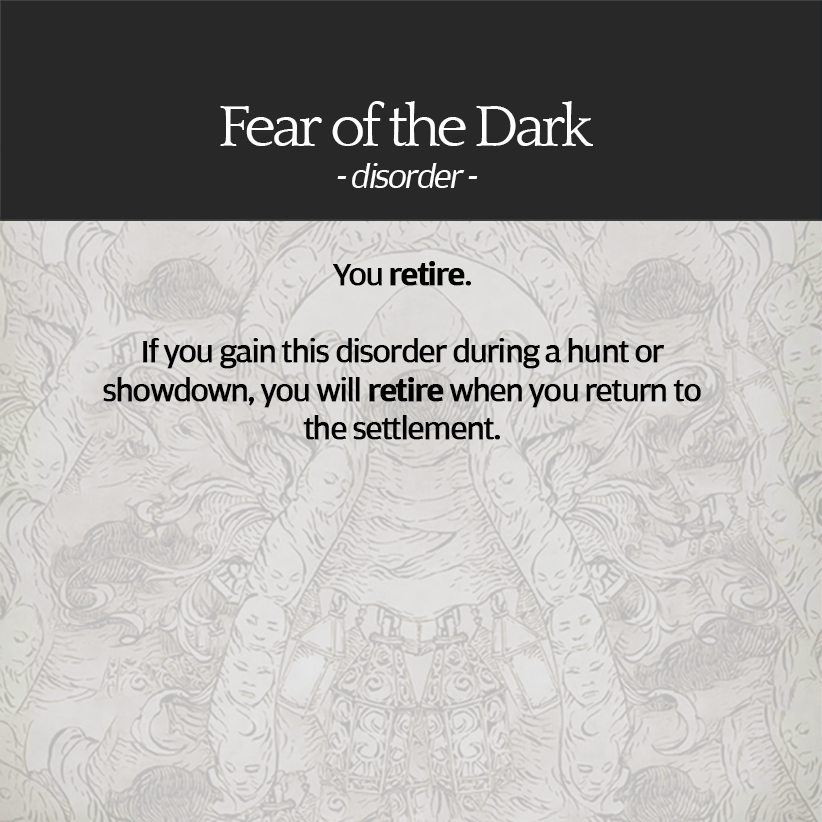 Fear of the Dark
- disorder -
You retire.
If you gain this disorder during a hunt or
showdown, you will retire when you return to
the settlement.